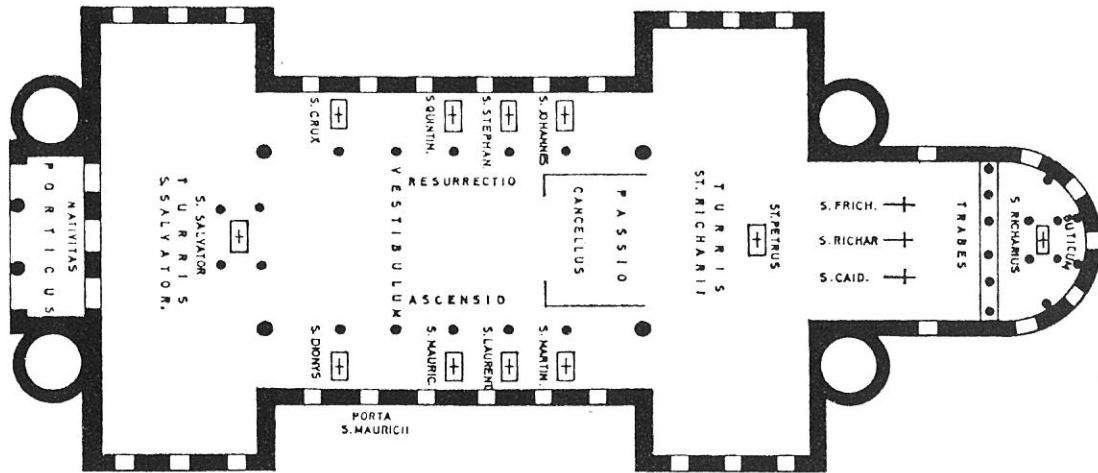 PORTICUS
NATIVITAS
TURRIS
S. SALVATOR.
S. SALVATOR
S. CRUX
S. QUINTIN.
S. STEPHAN.
S. JOHANNES
RESURRECTIO
VESTIBULUM
ASCENSIO
CANCELLUS
PASSIO
S. DIONYS
S. MAURIC.
S. LAURENT
S. MARTIN.
PORTA
S. MAURICII
TURRIS
ST. RICHARII
ST. PETRUS
S. FRICH.
S. RICHAR
S. CAID.
TRABES
S RICHARIUS
BUTICUM